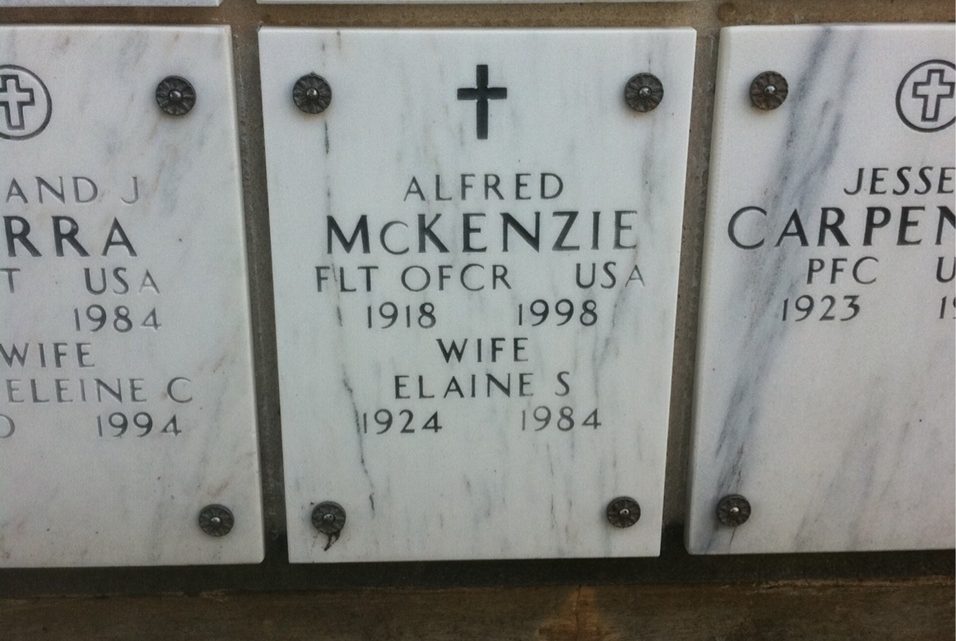 AND J
RRA
T USA
1984
WIFE
ELEINE C
1994
ALFRED
McKENZIE
FLT OFCR USA
1918 1998
WIFE
ELAINE S
1924 1984
JESSE
CARPEN
PFC U
1923 19